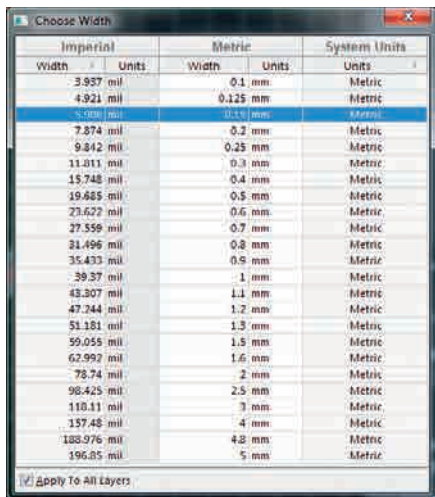 Choose Width
Imperial Metric System Units
Width Units Width Units Units
3.937 mil 0.1 mm Metric
4.921 mil 0.125 mm Metric
5.906 mil 0.15 mm Metric
7.874 mil 0.2 mm Metric
9.842 mil 0.25 mm Metric
11.811 mil 0.3 mm Metric
15.748 mil 0.4 mm Metric
19.685 mil 0.5 mm Metric
23.622 mil 0.6 mm Metric
27.559 mil 0.7 mm Metric
31.496 mil 0.8 mm Metric
35.433 mil 0.9 mm Metric
39.37 mil 1 mm Metric
43.307 mil 1.1 mm Metric
47.244 mil 1.2 mm Metric
51.181 mil 1.3 mm Metric
59.055 mil 1.5 mm Metric
62.992 mil 1.6 mm Metric
78.74 mil 2 mm Metric
98.425 mil 2.5 mm Metric
118.11 mil 3 mm Metric
157.48 mil 4 mm Metric
188.976 mil 4.8 mm Metric
196.85 mil 5 mm Metric
Apply To All Layers